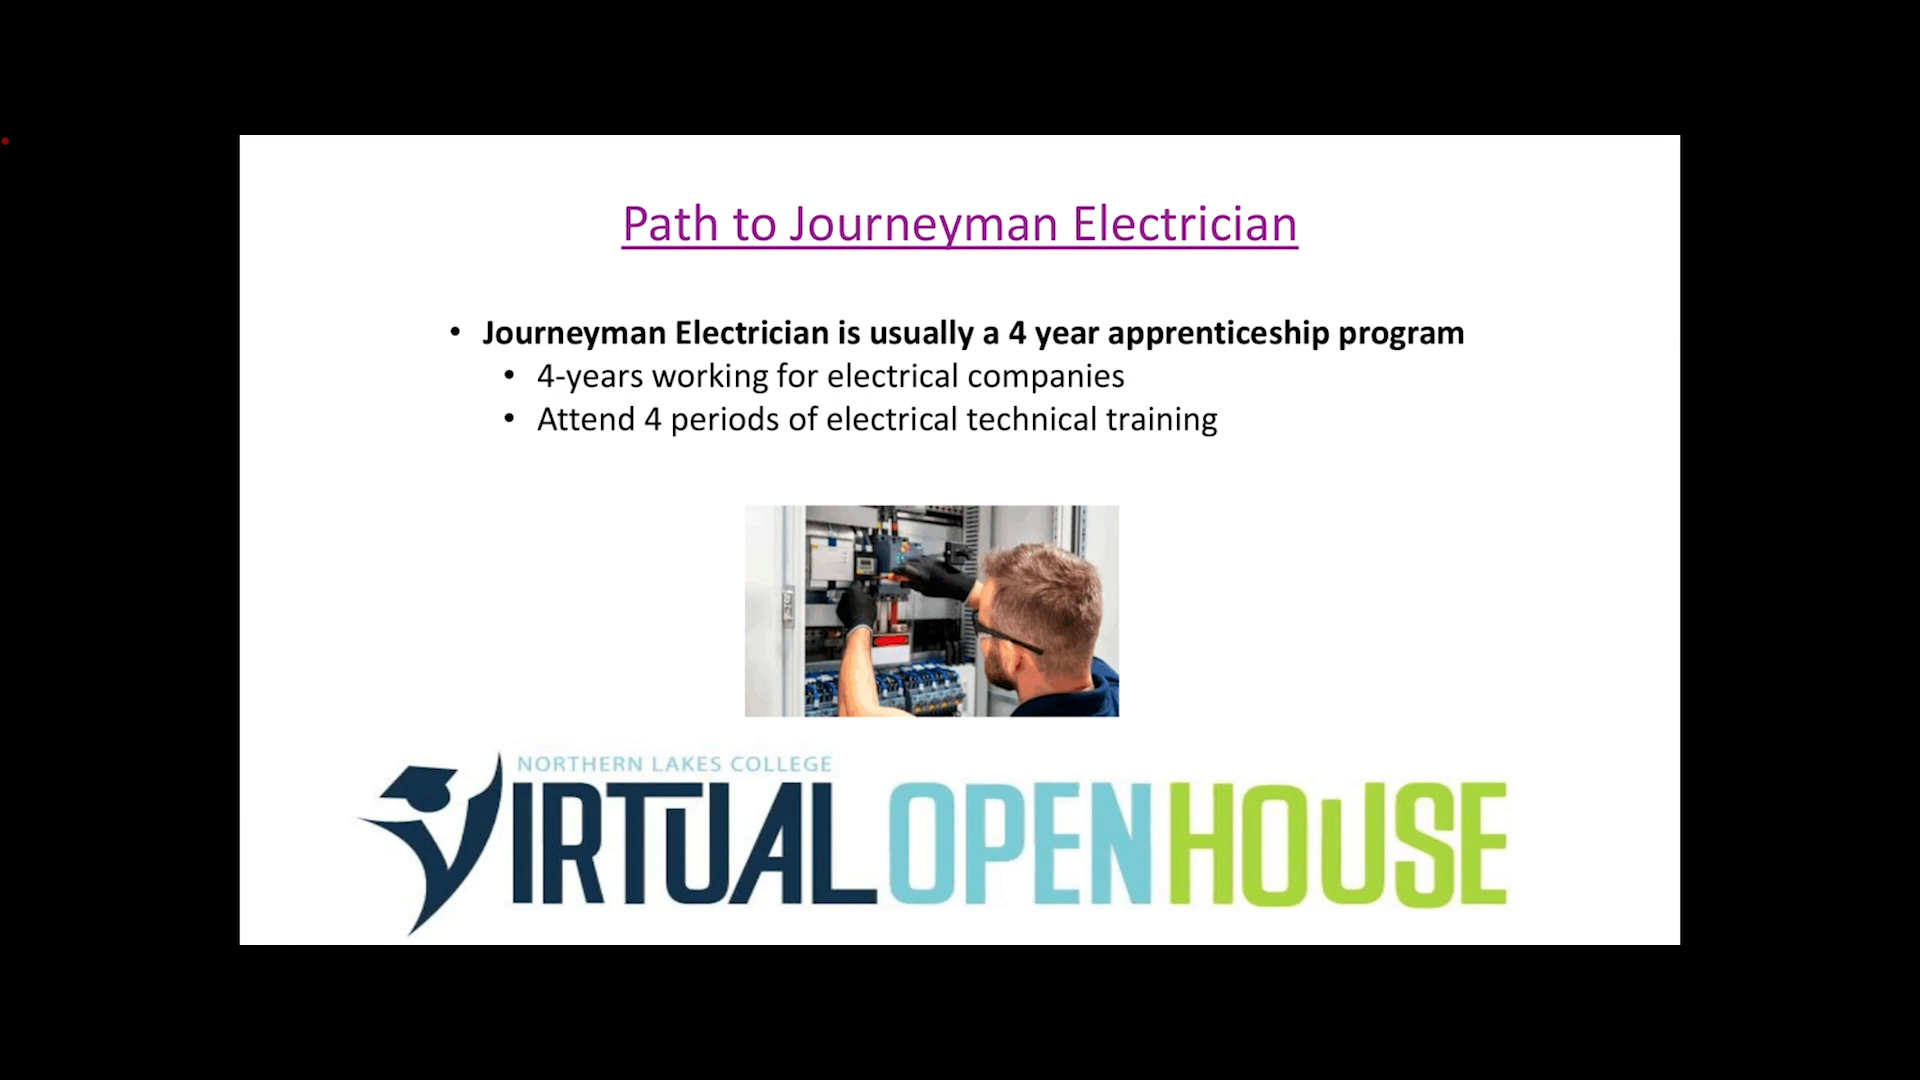 Path to Journeyman Electrician
• Journeyman Electrician is usually a 4 year apprenticeship program
• 4-years working for electrical companies
• Attend 4 periods of electrical technical training
NORTHERN LAKES COLLEGE
VIRTUAL OPEN HOUSE